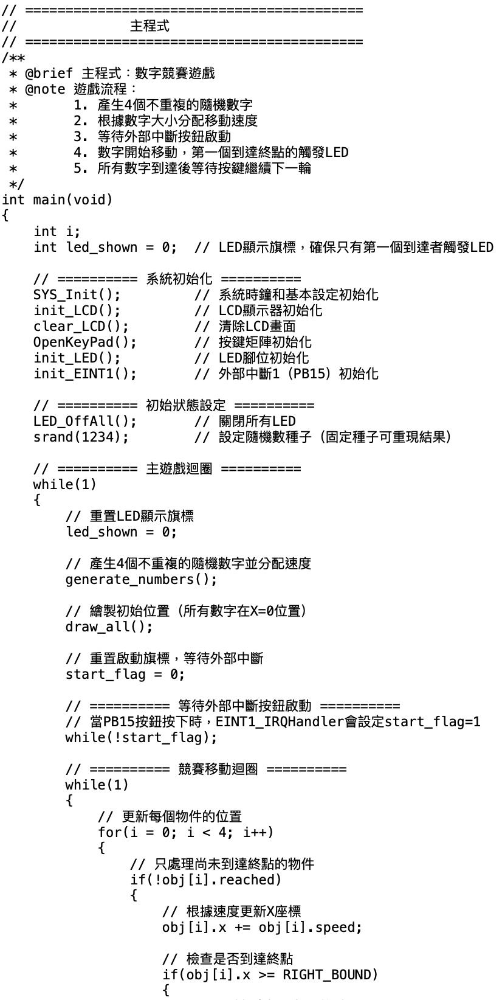 // ==========================================
//              主程式
// ==========================================
/**
 * @brief 主程式：數字競賽遊戲
 * @note 遊戲流程：
 *       1. 產生4個不重複的隨機數字
 *       2. 根據數字大小分配移動速度
 *       3. 等待外部中斷按鈕啟動
 *       4. 數字開始移動，第一個到達終點的觸發LED
 *       5. 所有數字到達後等待按鍵繼續下一輪
 */
int main(void)
{
    int i;
    int led_shown = 0;  // LED顯示旗標，確保只有第一個到達者觸發LED

    // ========== 系統初始化 ==========
    SYS_Init();         // 系統時鐘和基本設定初始化
    init_LCD();         // LCD顯示器初始化
    clear_LCD();        // 清除LCD畫面
    OpenKeyPad();       // 按鍵矩陣初始化
    init_LED();         // LED腳位初始化
    init_EINT1();       // 外部中斷1（PB15）初始化

    // ========== 初始狀態設定 ==========
    LED_OffAll();       // 關閉所有LED
    srand(1234);        // 設定隨機數種子（固定種子可重現結果）

    // ========== 主遊戲迴圈 ==========
    while(1)
    {
        // 重置LED顯示旗標
        led_shown = 0;

        // 產生4個不重複的隨機數字並分配速度
        generate_numbers();

        // 繪製初始位置（所有數字在X=0位置）
        draw_all();

        // 重置啟動旗標，等待外部中斷
        start_flag = 0;

        // ========== 等待外部中斷按鈕啟動 ==========
        // 當PB15按鈕按下時，EINT1_IRQHandler會設定start_flag=1
        while(!start_flag);

        // ========== 競賽移動迴圈 ==========
        while(1)
        {
            // 更新每個物件的位置
            for(i = 0; i < 4; i++)
            {
                // 只處理尚未到達終點的物件
                if(!obj[i].reached)
                {
                    // 根據速度更新X座標
                    obj[i].x += obj[i].speed;

                    // 檢查是否到達終點
                    if(obj[i].x >= RIGHT_BOUND)
                    {